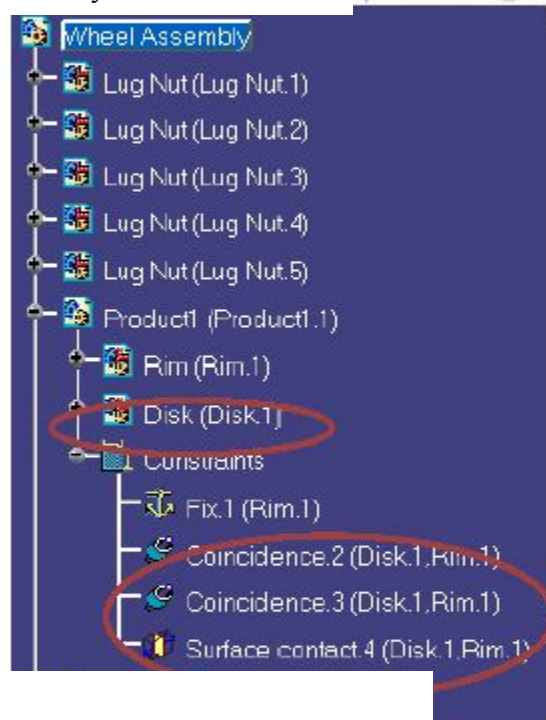 Wheel Assembly
Lug Nut (Lug Nut.1)
Lug Nut (Lug Nut.2)
Lug Nut (Lug Nut.3)
Lug Nut (Lug Nut.4)
Lug Nut (Lug Nut.5)
Product1 (Product1.1)
Rim (Rim.1)
Disk (Disk.1)
Constraints
Fix.1 (Rim.1)
Coincidence.2 (Disk.1,Rim.1)
Coincidence.3 (Disk.1,Rim.1)
Surface contact.4 (Disk.1,Rim.1)